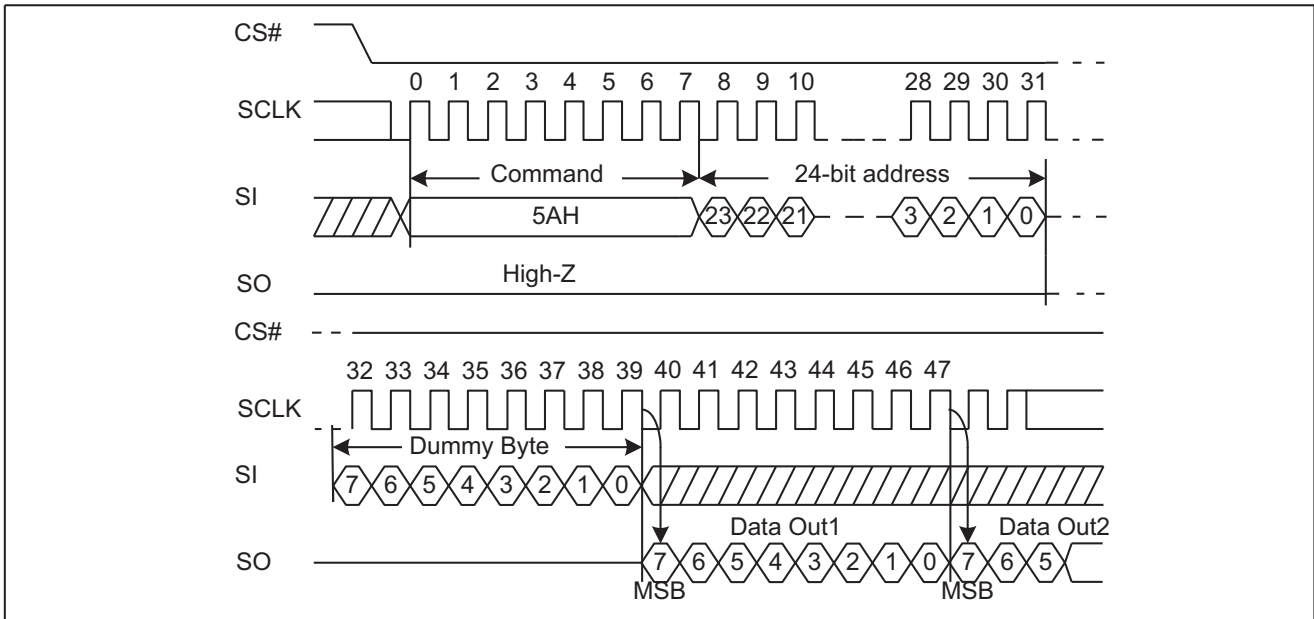 CS#
0 1 2 3 4 5 6 7 8 9 10 28 29 30 31
SCLK
Command 24-bit address
SI
5AH 23 22 21 3 2 1 0
High-Z
SO
CS#
32 33 34 35 36 37 38 39 40 41 42 43 44 45 46 47
SCLK
Dummy Byte
SI
7 6 5 4 3 2 1 0
Data Out1 Data Out2
SO
7 6 5 4 3 2 1 0 7 6 5
MSB MSB